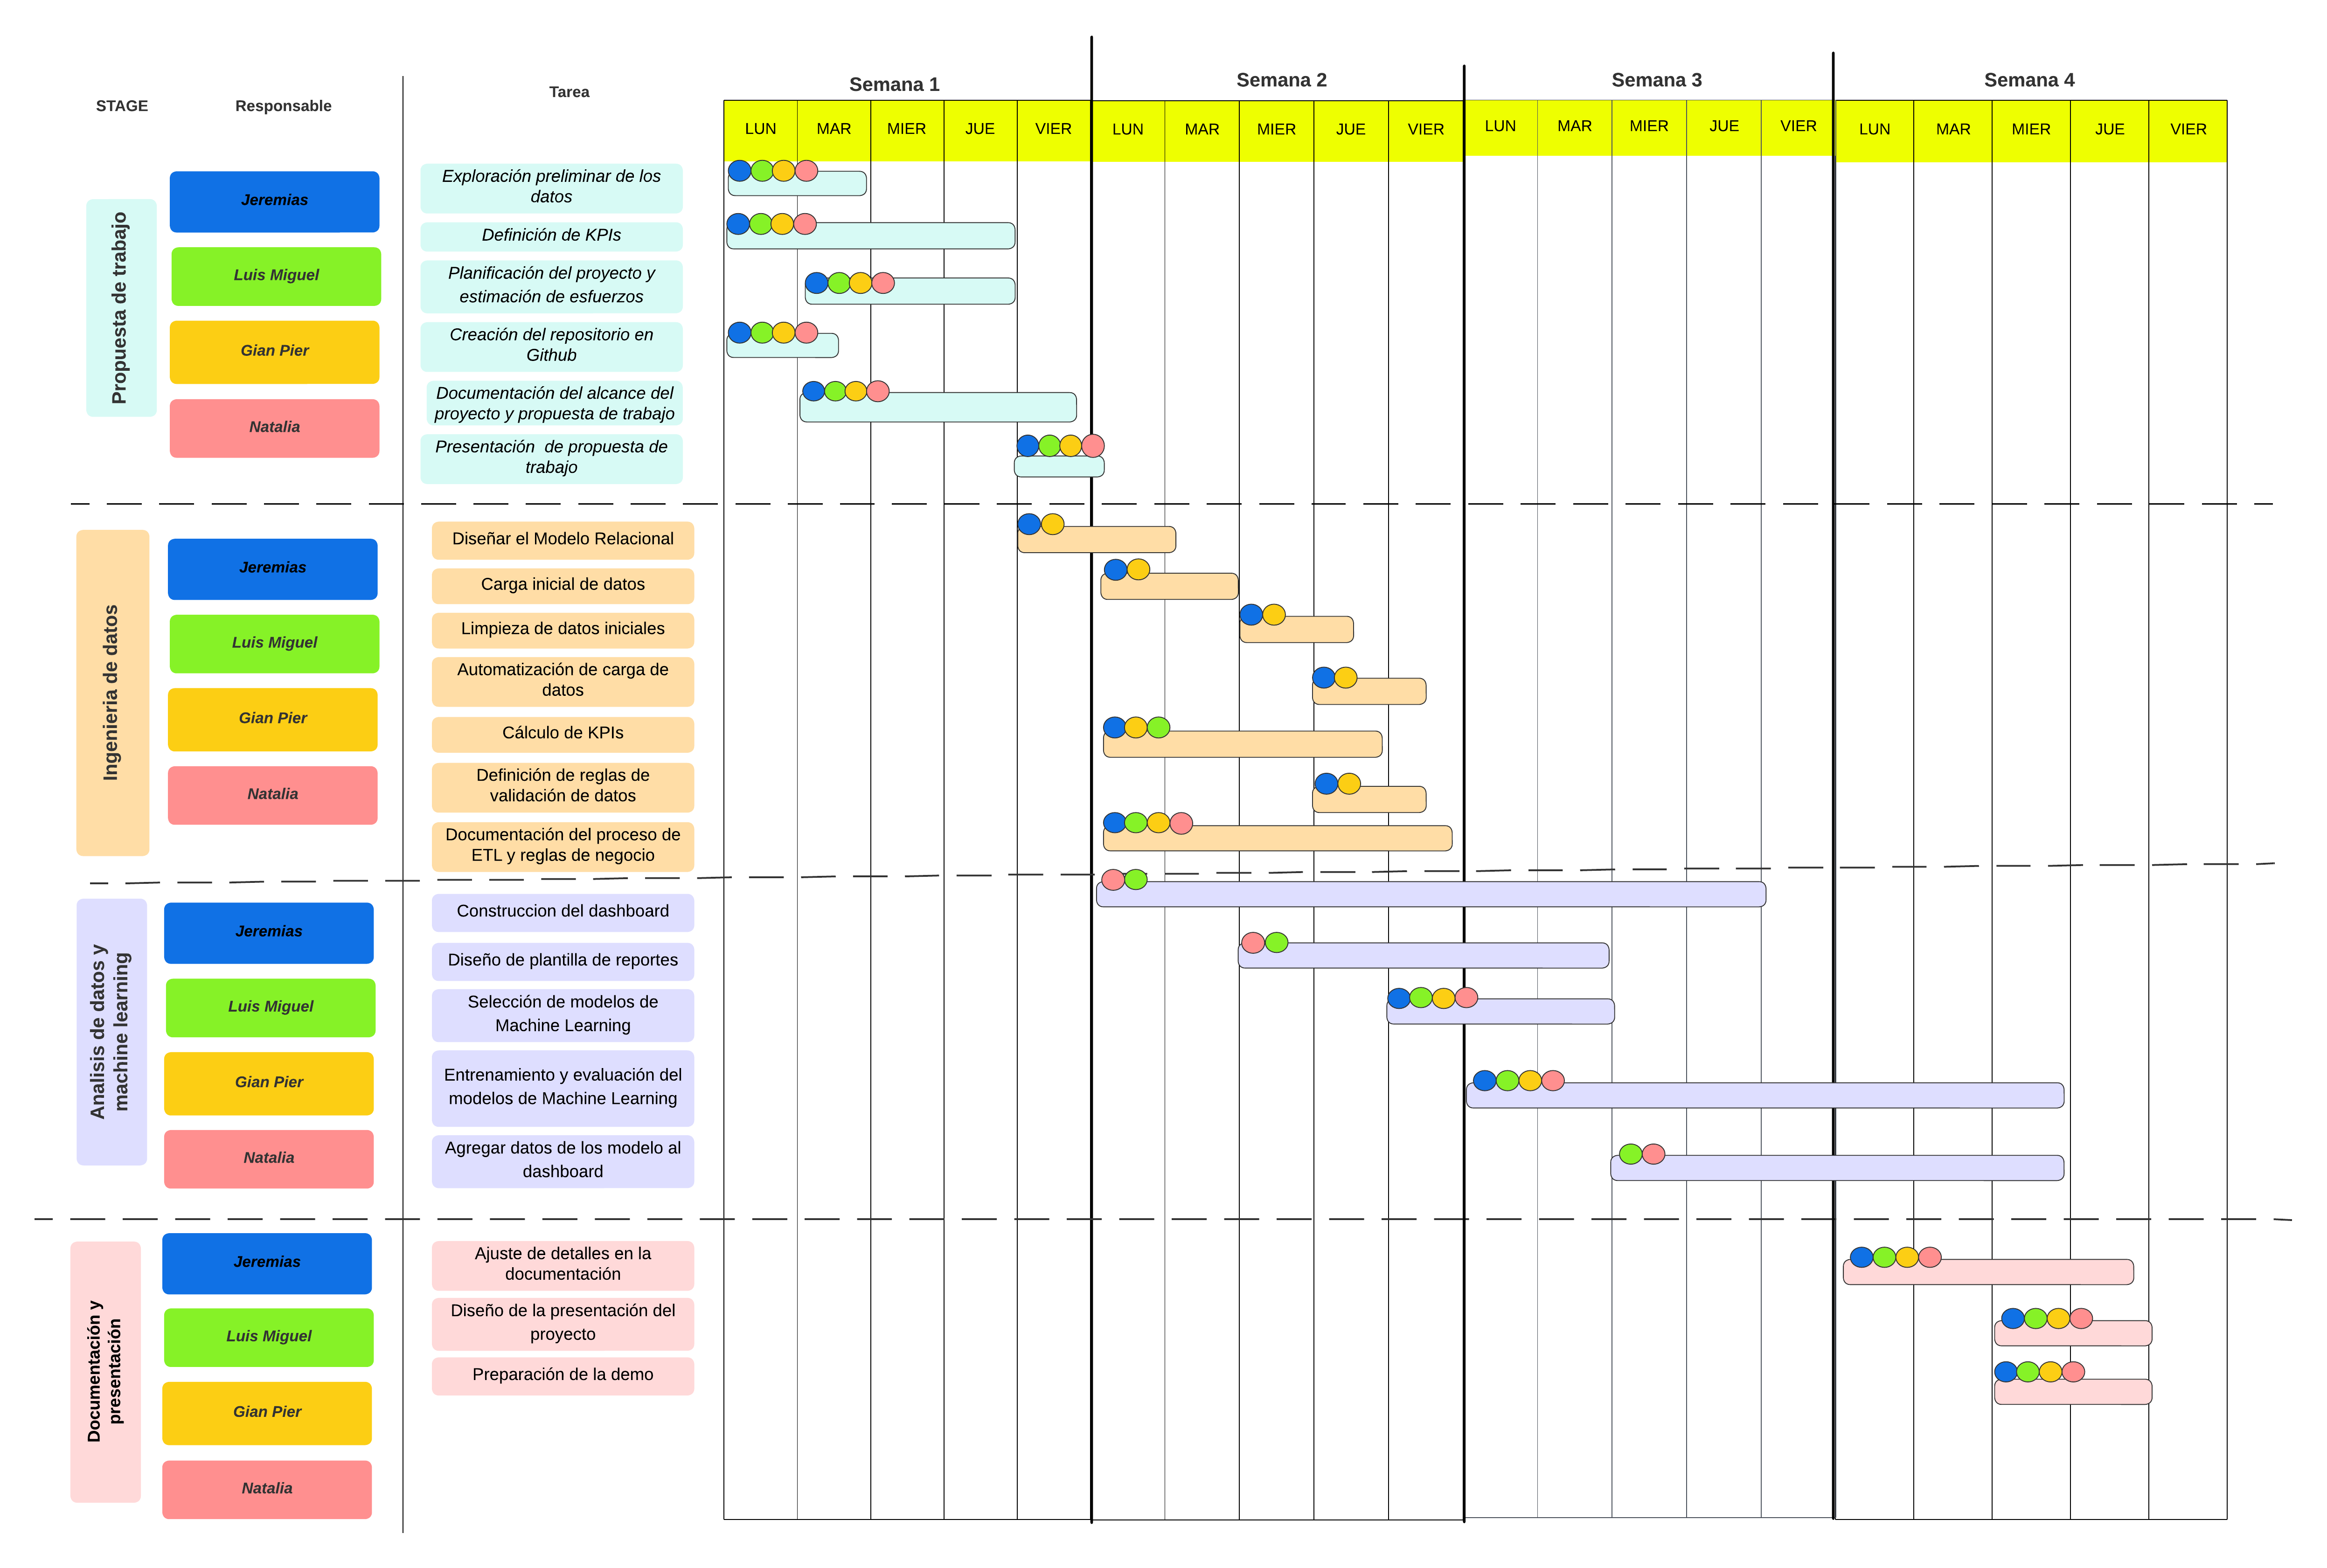 Semana 1
Semana 2
Semana 3
Semana 4
STAGE
Responsable
Tarea
LUN MAR MIER JUE VIER LUN MAR MIER JUE VIER LUN MAR MIER JUE VIER LUN MAR MIER JUE VIER
Propuesta de trabajo
Jeremias
Luis Miguel
Gian Pier
Natalia
Exploración preliminar de los
datos
Definición de KPIs
Planificación del proyecto y
estimación de esfuerzos
Creación del repositorio en
Github
Documentación del alcance del
proyecto y propuesta de trabajo
Presentación  de propuesta de
trabajo
Ingenieria de datos
Jeremias
Luis Miguel
Gian Pier
Natalia
Diseñar el Modelo Relacional
Carga inicial de datos
Limpieza de datos iniciales
Automatización de carga de
datos
Cálculo de KPIs
Definición de reglas de
validación de datos
Documentación del proceso de
ETL y reglas de negocio
Analisis de datos y
machine learning
Jeremias
Luis Miguel
Gian Pier
Natalia
Construccion del dashboard
Diseño de plantilla de reportes
Selección de modelos de
Machine Learning
Entrenamiento y evaluación del
modelos de Machine Learning
Agregar datos de los modelo al
dashboard
Documentación y
presentación
Jeremias
Luis Miguel
Gian Pier
Natalia
Ajuste de detalles en la
documentación
Diseño de la presentación del
proyecto
Preparación de la demo